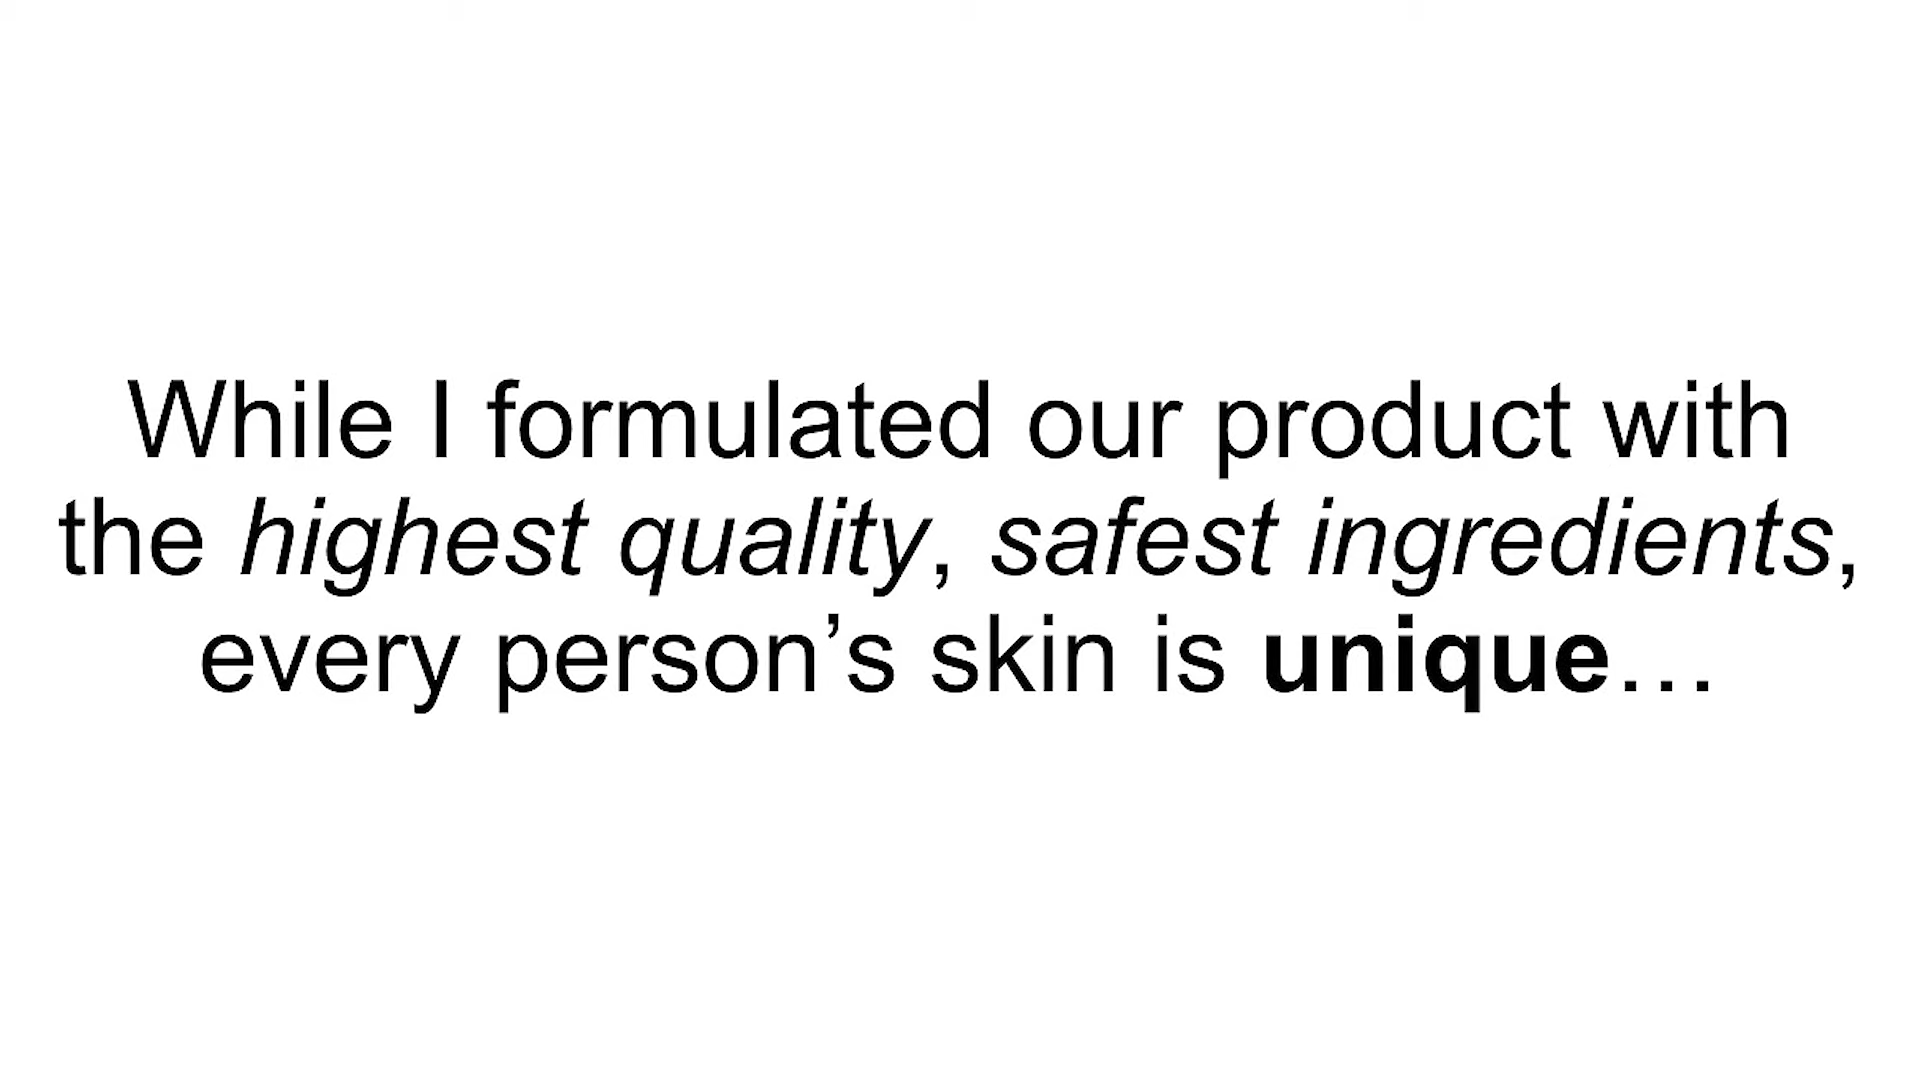 While I formulated our product with
the highest quality, safest ingredients,
every person’s skin is unique…